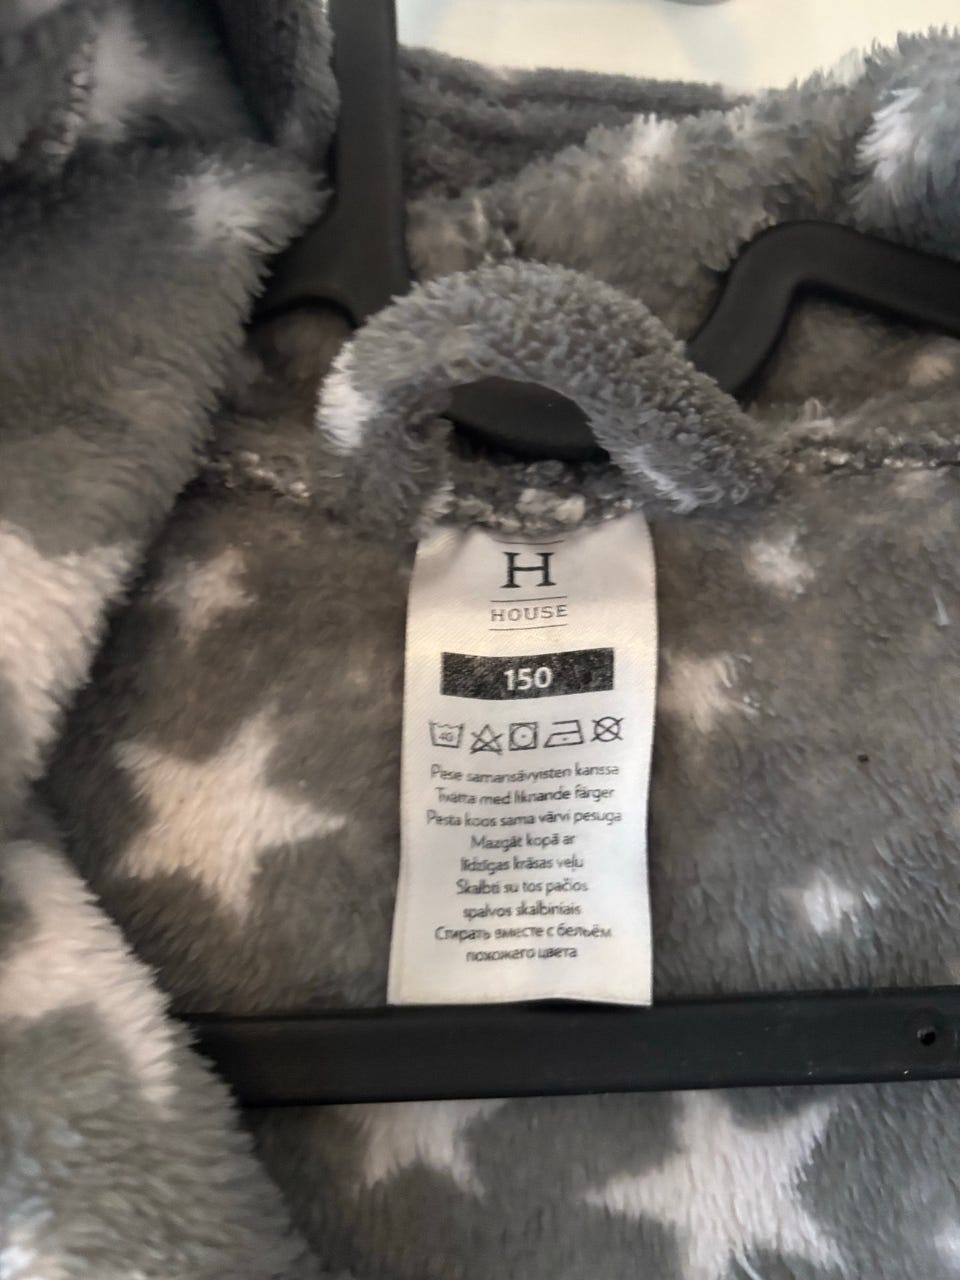 H
HOUSE
150
40
Pese samansävyisten kanssa
Tvätta med liknande färger
Pesta koos sama värvi pesuga
Mazgāt kopā ar
līdzīgas krāsas veļu
Skalbti su tos pačios
spalvos skalbiniais
Стирать вместе с бельём
похожего цвета